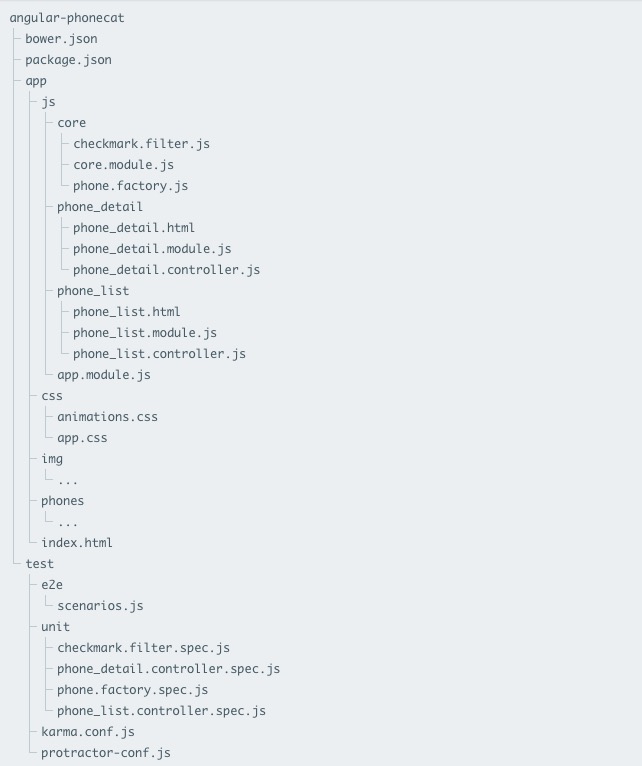 angular-phonecat
bower.json
package.json
app
js
core
checkmark.filter.js
core.module.js
phone.factory.js
phone_detail
phone_detail.html
phone_detail.module.js
phone_detail.controller.js
phone_list
phone_list.html
phone_list.module.js
phone_list.controller.js
app.module.js
css
animations.css
app.css
img
...
phones
...
index.html
test
e2e
scenarios.js
unit
checkmark.filter.spec.js
phone_detail.controller.spec.js
phone.factory.spec.js
phone_list.controller.spec.js
karma.conf.js
protractor-conf.js